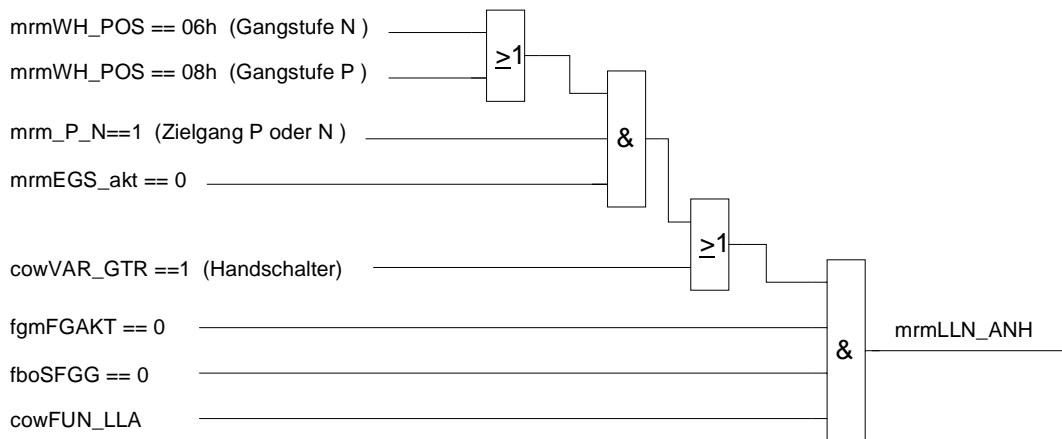 mrmWH_POS == 06h (Gangstufe N )
≥1
mrmWH_POS == 08h (Gangstufe P )
mrm_P_N==1 (Zielgang P oder N )
&
mrmEGS_akt == 0
≥1
cowVAR_GTR ==1 (Handschalter)
fgmFGAKT == 0
mrmLLN_ANH
&
fboSFGG == 0
cowFUN_LLA